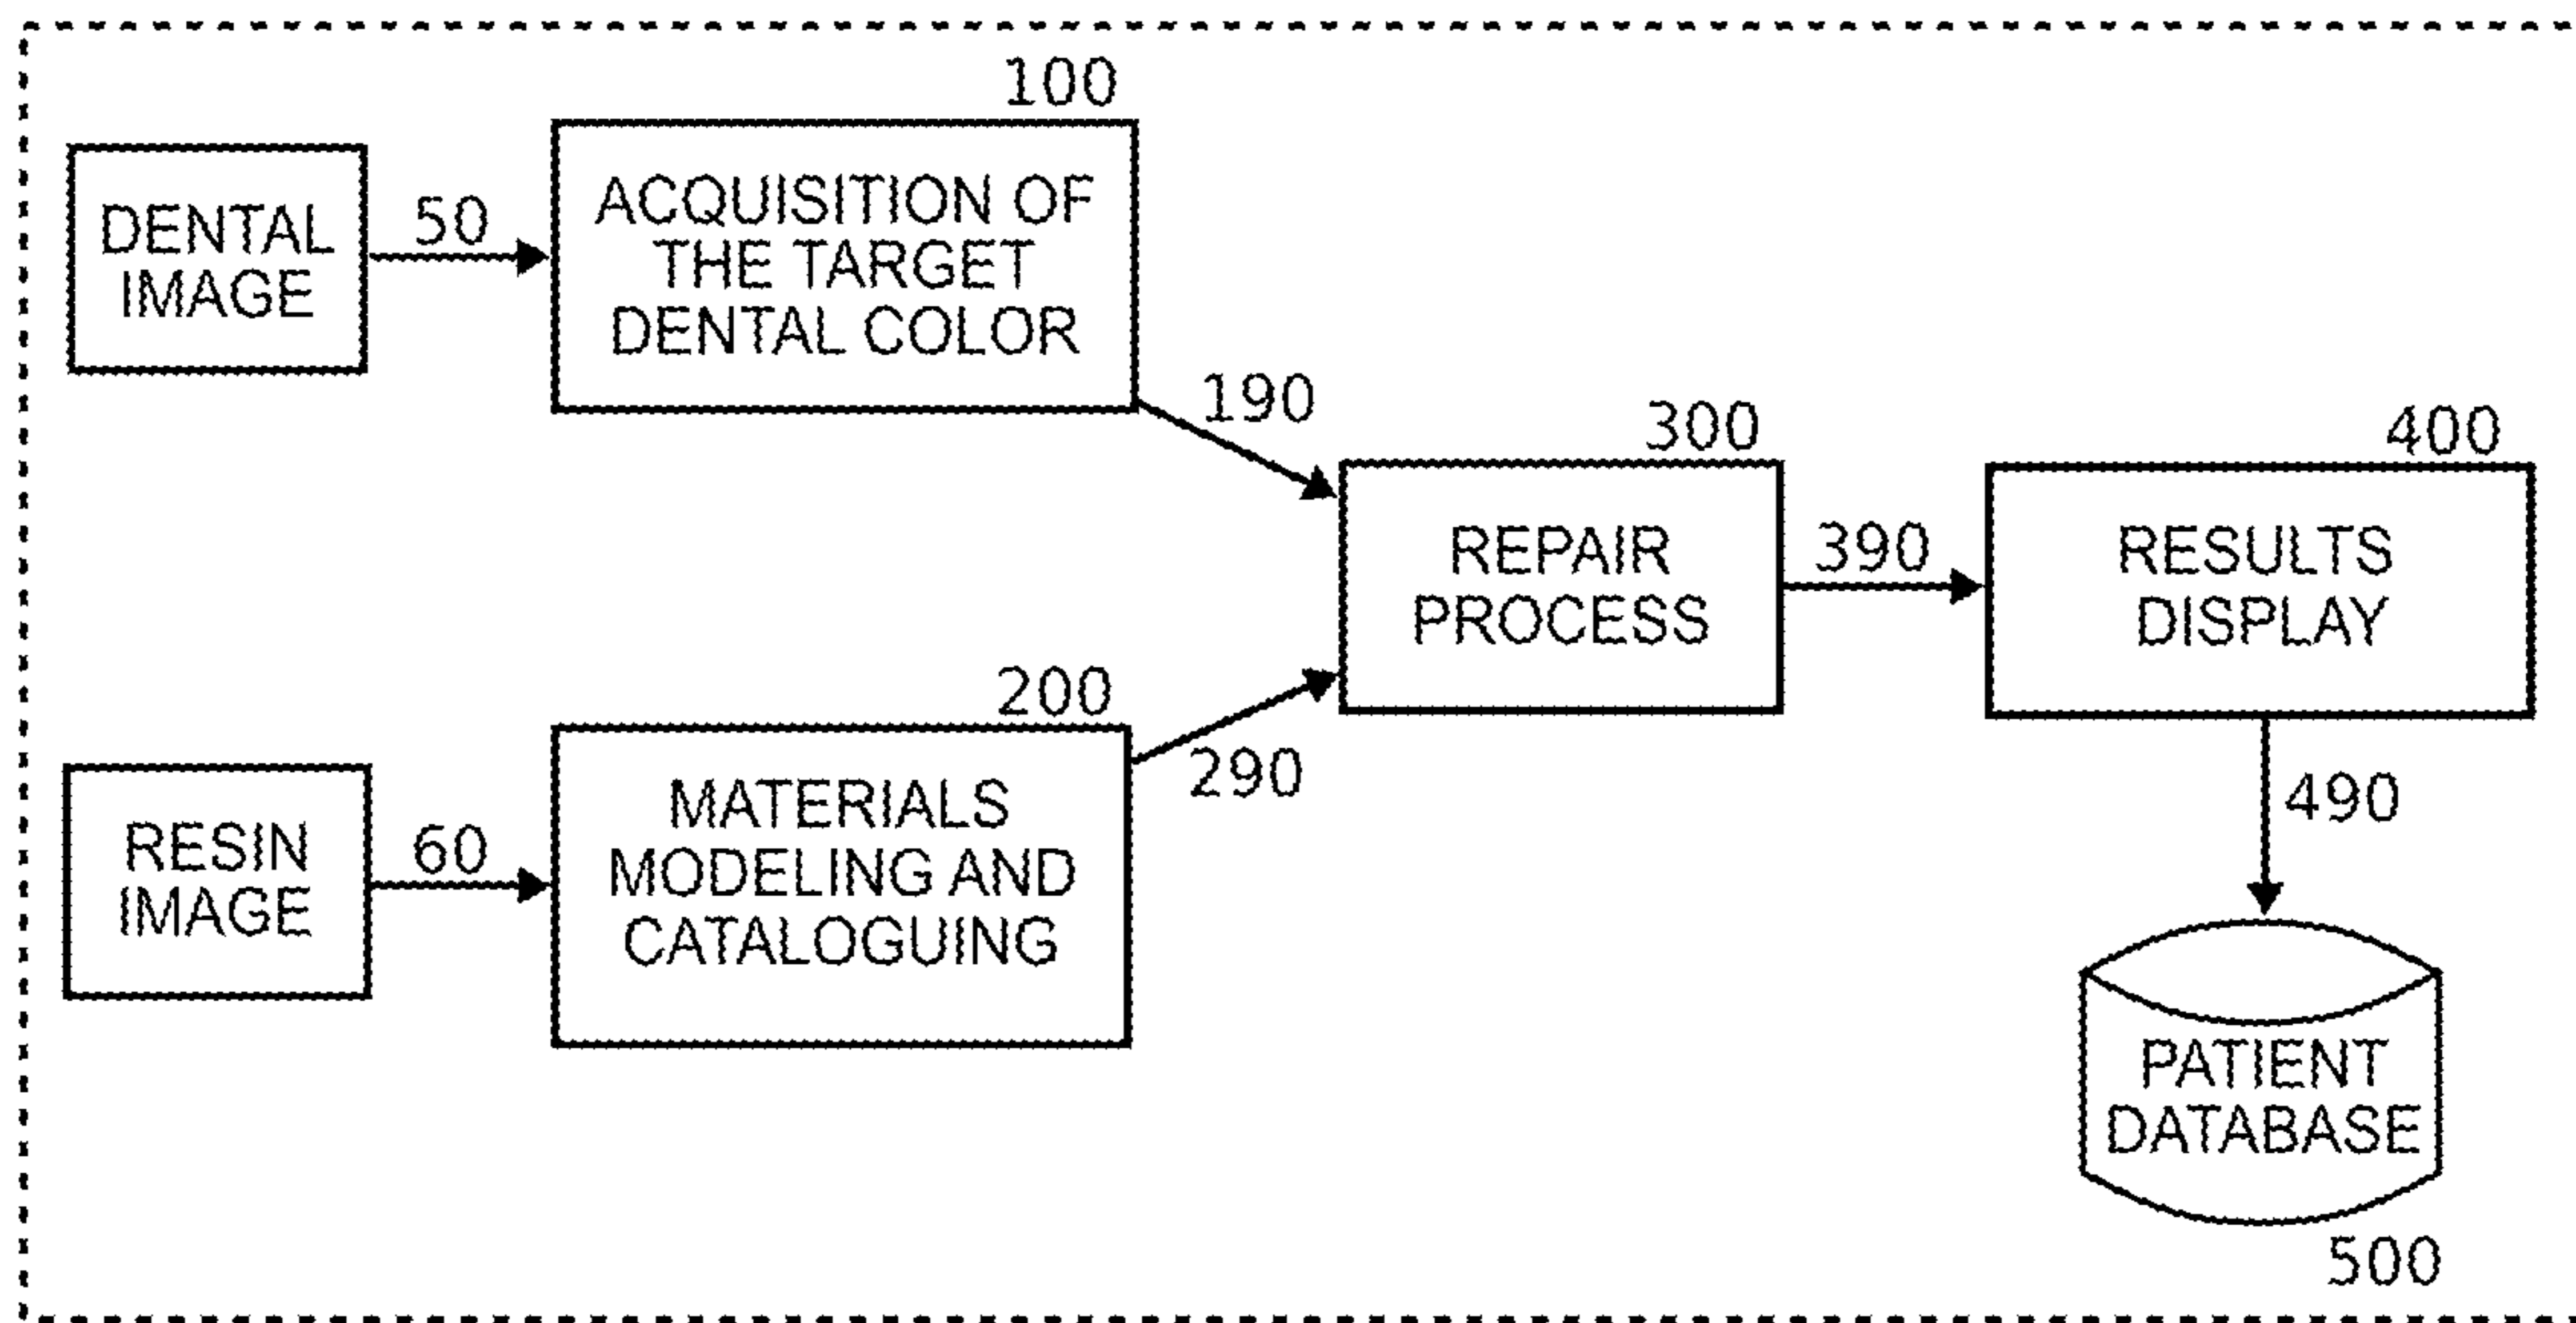 100
DENTAL
IMAGE
50
ACQUISITION OF
THE TARGET
DENTAL COLOR
190
200
RESIN
IMAGE
60
MATERIALS
MODELING AND
CATALOGUING
290
300
REPAIR
PROCESS
390
400
RESULTS
DISPLAY
490
PATIENT
DATABASE
500